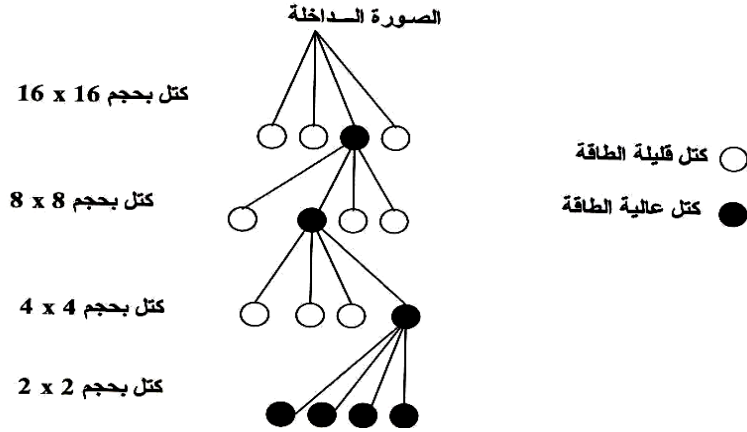 الصورة الـداخلة
كتل بحجم 16 x 16
كتل قليلة الطاقة
كتل بحجم 8 x 8
كتل عالية الطاقة
كتل بحجم 4 x 4
كتل بحجم 2 x 2